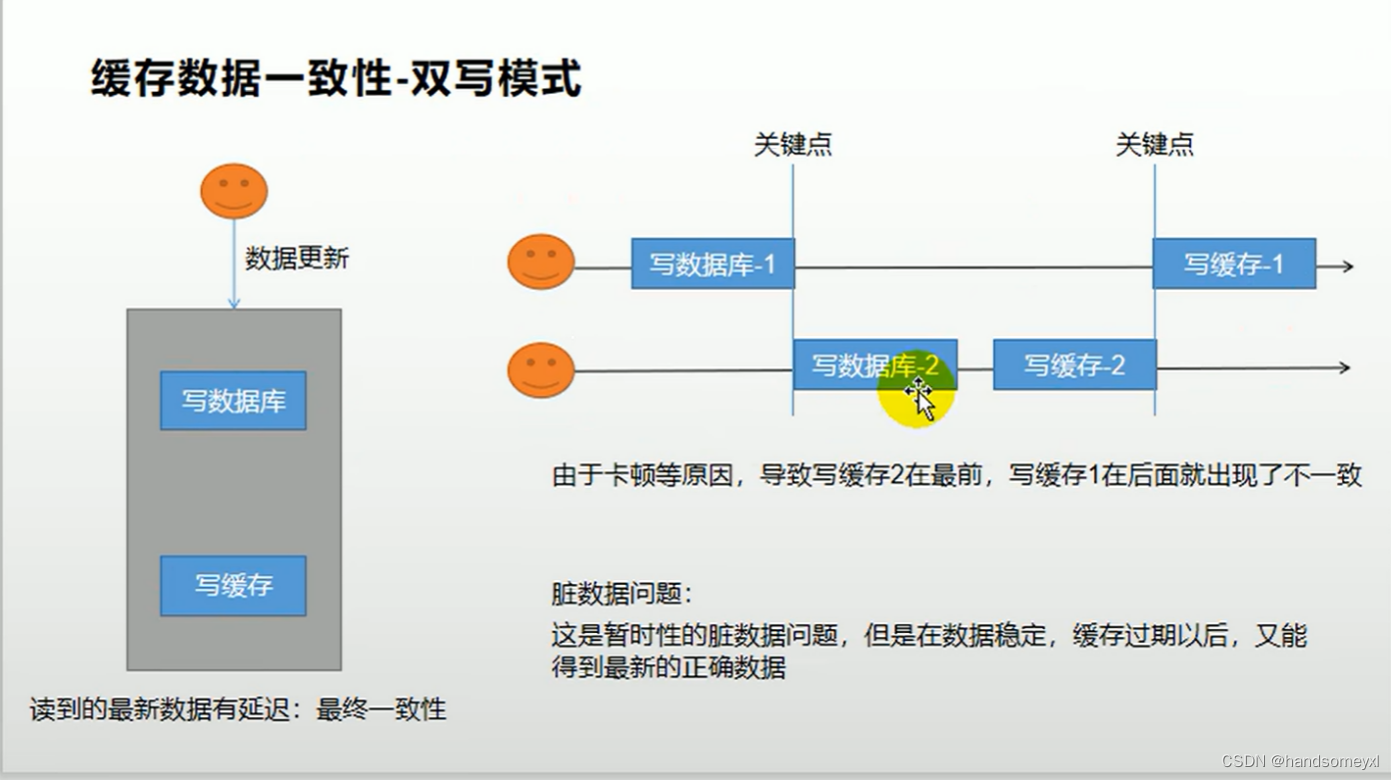 缓存数据一致性-双写模式
关键点
关键点
数据更新
写数据库-1
写缓存-1
写数据库-2
写缓存-2
写数据库
写缓存
由于卡顿等原因，导致写缓存2在最前，写缓存1在后面就出现了不一致
脏数据问题：
这是暂时性的脏数据问题，但是在数据稳定，缓存过期以后，又能
得到最新的正确数据
读到的最新数据有延迟：最终一致性
CSDN @handsomeyxl